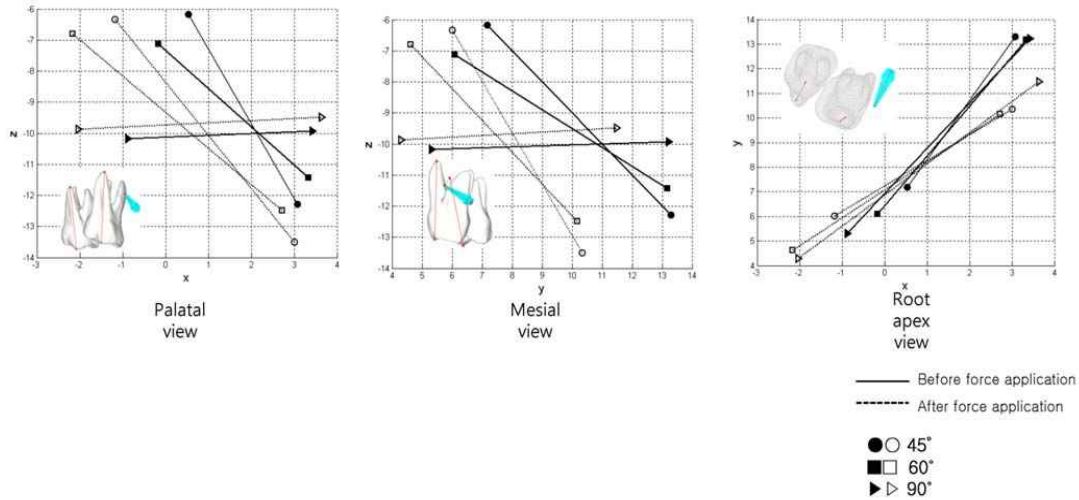 -6
-7
-8
-9
-10
-11
-12
-13
-14
z
-3 -2 -1 0 1 2 3 4
x
Palatal
view
-6
-7
-8
-9
-10
-11
-12
-13
-14
z
4 5 6 7 8 9 10 11 12 13 14
y
Mesial
view
14
13
12
11
10
9
8
7
6
5
4
y
-3 -2 -1 0 1 2 3 4
x
Root
apex
view
Before force application
After force application
45°
60°
90°